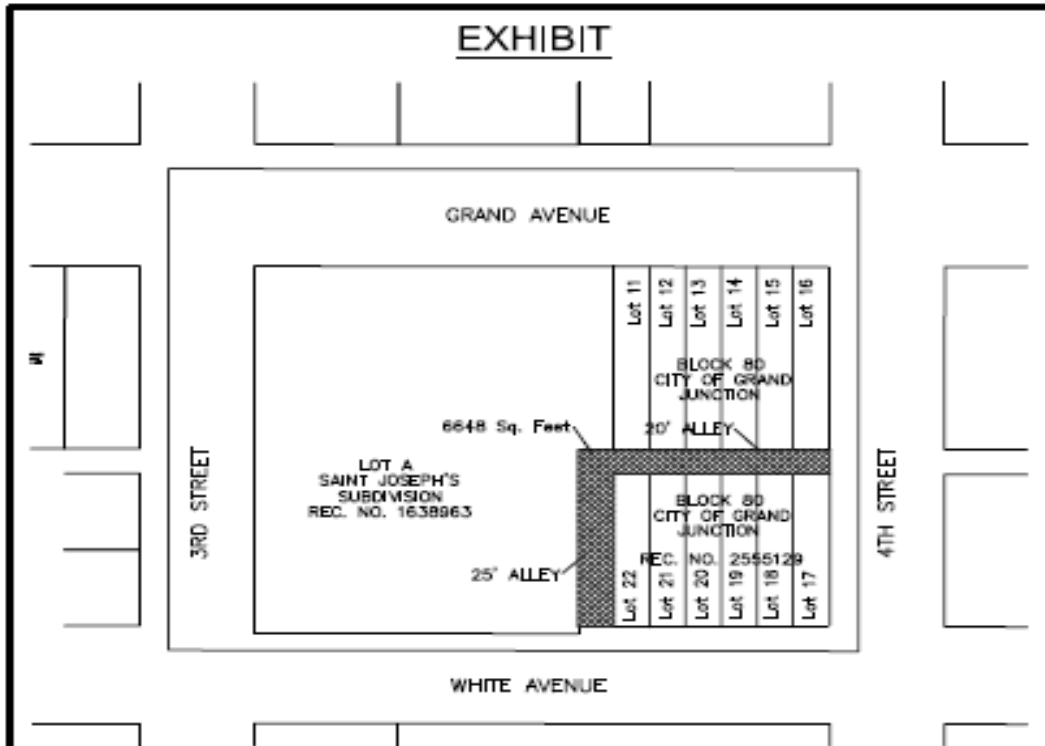 EXHIBIT
GRAND AVENUE
Lot 11
Lot 12
Lot 13
Lot 14
Lot 15
Lot 16
BLOCK 80
CITY OF GRAND
JUNCTION
6648 Sq. Feet
20' ALLEY
3RD STREET
LOT A
SAINT JOSEPH'S
SUBDIVISION
REC. NO. 1638963
4TH STREET
BLOCK 80
CITY OF GRAND
JUNCTION
REC. NO. 2555129
25' ALLEY
Lot 22
Lot 21
Lot 20
Lot 19
Lot 18
Lot 17
WHITE AVENUE